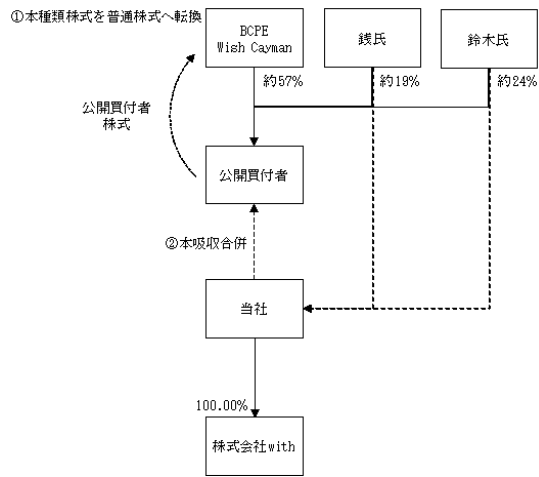 ①本種類株式を普通株式へ転換
BCPE
Wish Cayman
銭氏
鈴木氏
約57%
約19%
約24%
公開買付者
株式
公開買付者
②本吸収合併
当社
100.00%
株式会社with